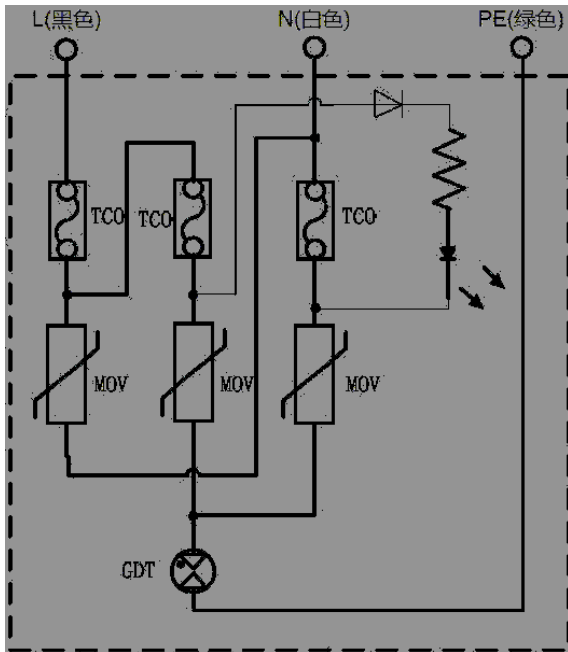 L(黑色) N(白色) PE(绿色)
TCO TCO TCO
MOV MOV MOV
GDT